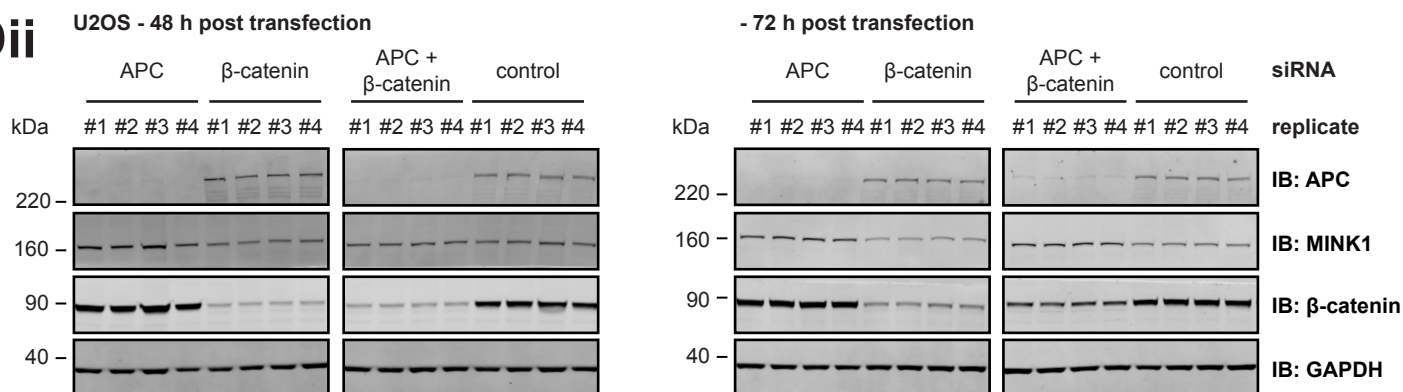 ii
U2OS - 48 h post transfection
- 72 h post transfection
APC β-catenin APC + β-catenin control
APC β-catenin APC + β-catenin control siRNA
kDa #1 #2 #3 #4 #1 #2 #3 #4 #1 #2 #3 #4 #1 #2 #3 #4
kDa #1 #2 #3 #4 #1 #2 #3 #4 #1 #2 #3 #4 #1 #2 #3 #4 replicate
220 – 220 – IB: APC
160 – 160 – IB: MINK1
90 – 90 – IB: β-catenin
40 – 40 – IB: GAPDH